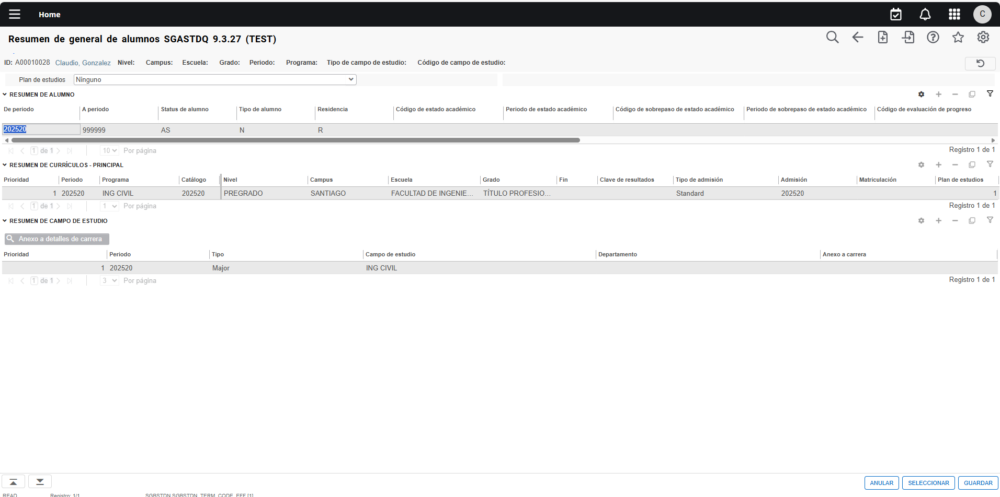 Home
C
Resumen de general de alumnos SGASTDQ 9.3.27 (TEST)
ID: A00010028 Claudio, Gonzalez Nivel: Campus: Escuela: Grado: Periodo: Programa: Tipo de campo de estudio: Código de campo de estudio:
Plan de estudios Ninguno
RESUMEN DE ALUMNO
De periodo A periodo Status de alumno Tipo de alumno Residencia Código de estado académico Periodo de estado académico Código de sobrepaso de estado académico Periodo de sobrepaso de estado académico Código de evaluación de progreso
202520 999999 AS N R
1 de 1 10 Por página Registro 1 de 1
RESUMEN DE CURRÍCULOS - PRINCIPAL
Prioridad Periodo Programa Catálogo Nivel Campus Escuela Grado Fin Clave de resultados Tipo de admisión Admisión Matriculación Plan de estudios
1 202520 ING CIVIL 202520 PREGRADO SANTIAGO FACULTAD DE INGENIE... TÍTULO PROFESIO... Standard 202520 1
1 de 1 1 Por página Registro 1 de 1
RESUMEN DE CAMPO DE ESTUDIO
Anexo a detalles de carrera
Prioridad Periodo Tipo Campo de estudio Departamento Anexo a carrera
1 202520 Major ING CIVIL
1 de 1 3 Por página Registro 1 de 1
ANULAR SELECCIONAR GUARDAR
READ Registro: 1/1 SGBSTDN.SGBSTDN_TERM_CODE_EFF [1]